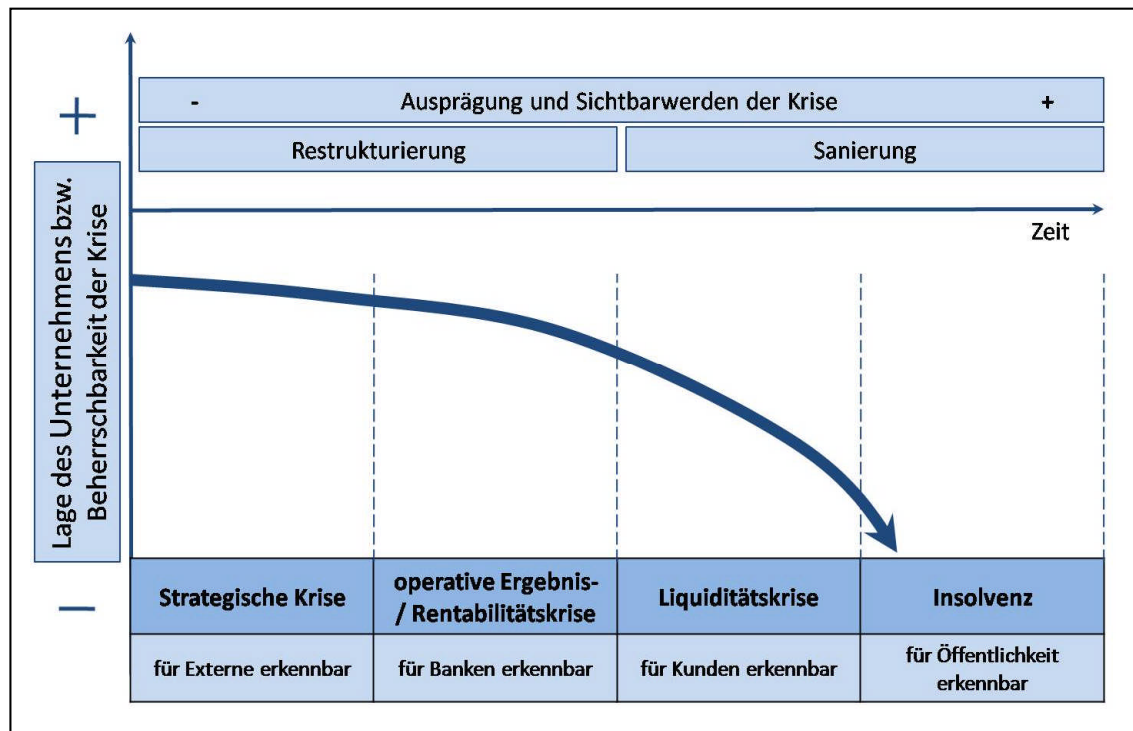 - Ausprägung und Sichtbarwerden der Krise +
Restrukturierung Sanierung
+
Lage des Unternehmens bzw.
Beherrschbarkeit der Krise
−
Zeit
Strategische Krise
operative Ergebnis-
/ Rentabilitätskrise
Liquiditätskrise
Insolvenz
für Externe erkennbar
für Banken erkennbar
für Kunden erkennbar
für Öffentlichkeit
erkennbar